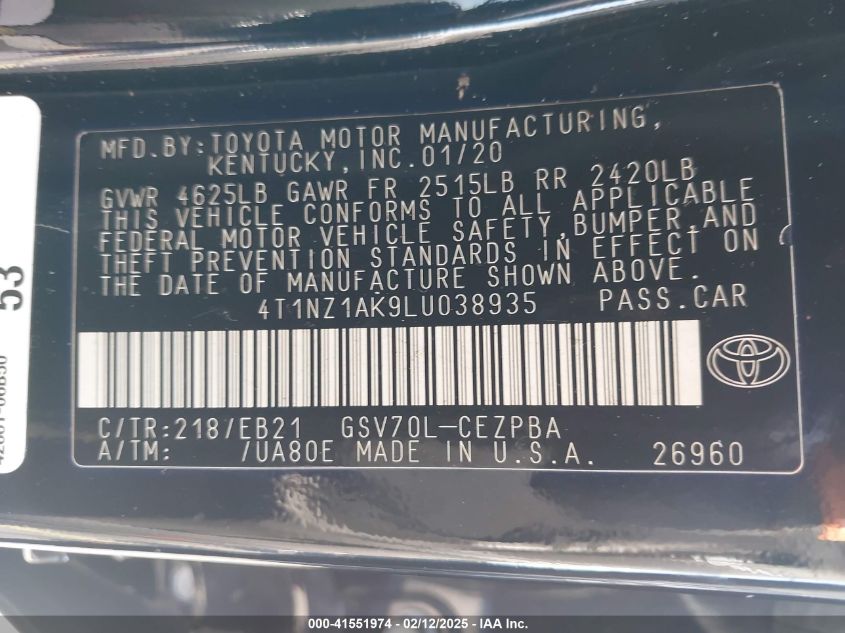 MFD.BY:TOYOTA MOTOR MANUFACTURING,
KENTUCKY,INC.01/20
GVWR 4625LB GAWR FR 2515LB RR 2420LB
THIS VEHICLE CONFORMS TO ALL APPLICABLE
FEDERAL MOTOR VEHICLE SAFETY,BUMPER,AND
THEFT PREVENTION STANDARDS IN EFFECT ON
THE DATE OF MANUFACTURE SHOWN ABOVE.
4T1NZ1AK9LU038935 PASS.CAR
C/TR:218/EB21 GSV70L-CEZPBA
A/TM: /UA80E MADE IN U.S.A. 26960
53
000-41551974 - 02/12/2025 - IAA Inc.